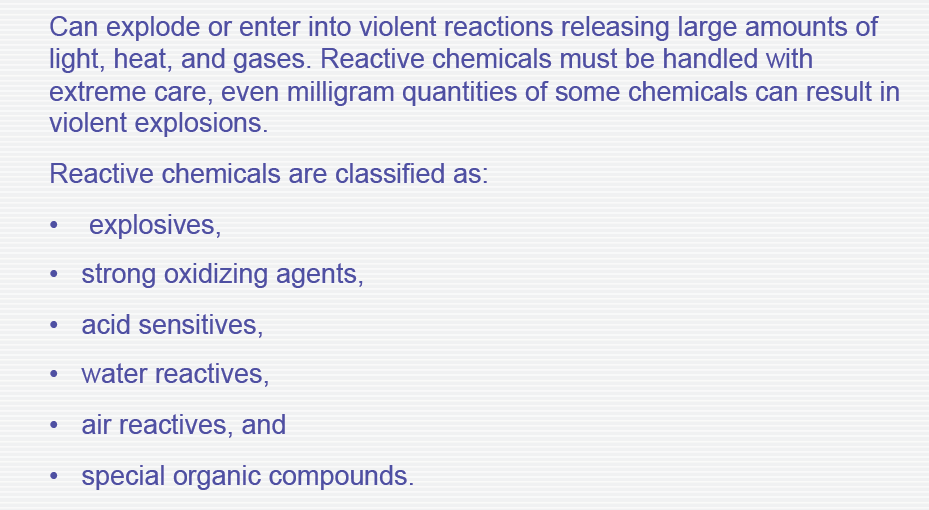 Can explode or enter into violent reactions releasing large amounts of
light, heat, and gases. Reactive chemicals must be handled with
extreme care, even milligram quantities of some chemicals can result in
violent explosions.
Reactive chemicals are classified as:
• explosives,
• strong oxidizing agents,
• acid sensitives,
• water reactives,
• air reactives, and
• special organic compounds.